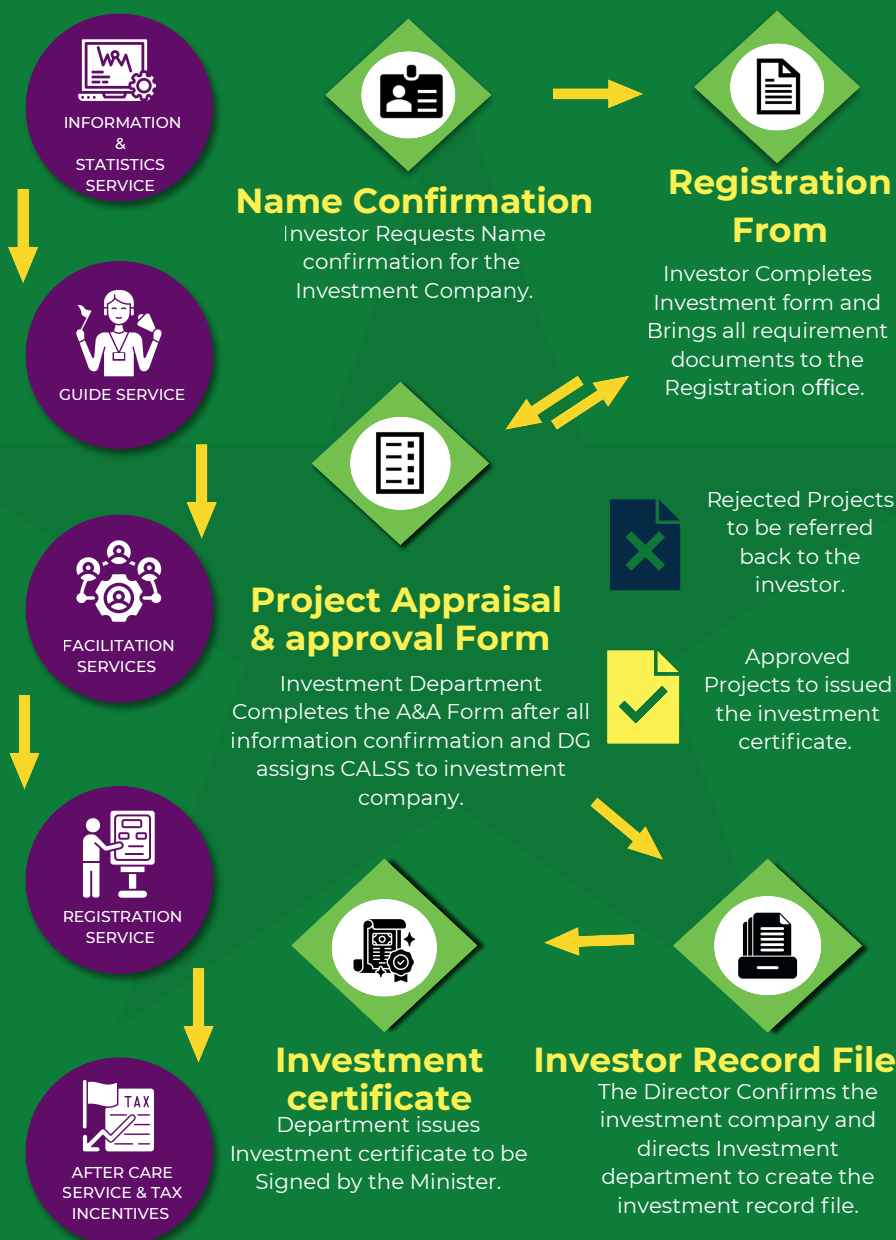 INFORMATION
&
STATISTICS
SERVICE
GUIDE SERVICE
FACILITATION
SERVICES
REGISTRATION
SERVICE
TAX
AFTER CARE
SERVICE & TAX
INCENTIVES
Name Confirmation
Investor Requests Name
confirmation for the
Investment Company.
Registration
From
Investor Completes
Investment form and
Brings all requirement
documents to the
Registration office.
Project Appraisal
& approval Form
Investment Department
Completes the A&A Form after all
information confirmation and DG
assigns CALSS to investment
company.
Rejected Projects
to be referred
back to the
investor.
Approved
Projects to issued
the investment
certificate.
Investment
certificate
Department issues
Investment certificate to be
Signed by the Minister.
Investor Record File
The Director Confirms the
investment company and
directs Investment
department to create the
investment record file.